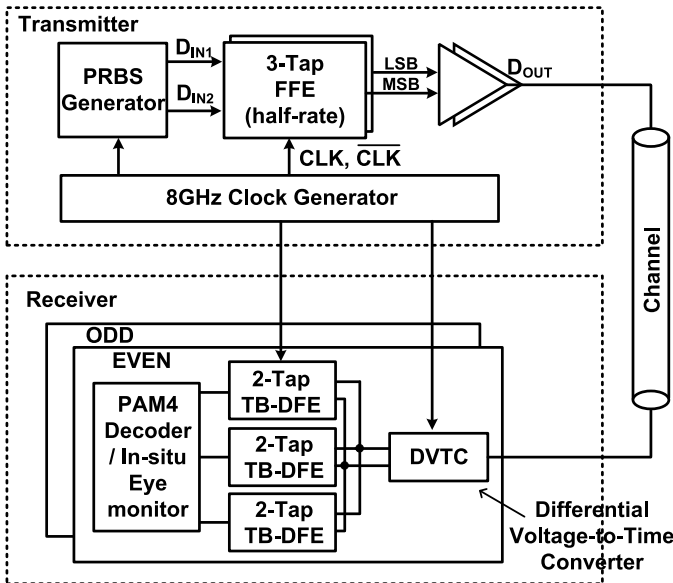 Transmitter
PRBS
Generator
DIN1
DIN2
3-Tap
FFE
(half-rate)
LSB
MSB
DOUT
CLK, C̅L̅K̅
8GHz Clock Generator
Channel
Receiver
ODD
EVEN
PAM4
Decoder
/ In-situ
Eye
monitor
2-Tap
TB-DFE
2-Tap
TB-DFE
2-Tap
TB-DFE
DVTC
Differential
Voltage-to-Time
Converter